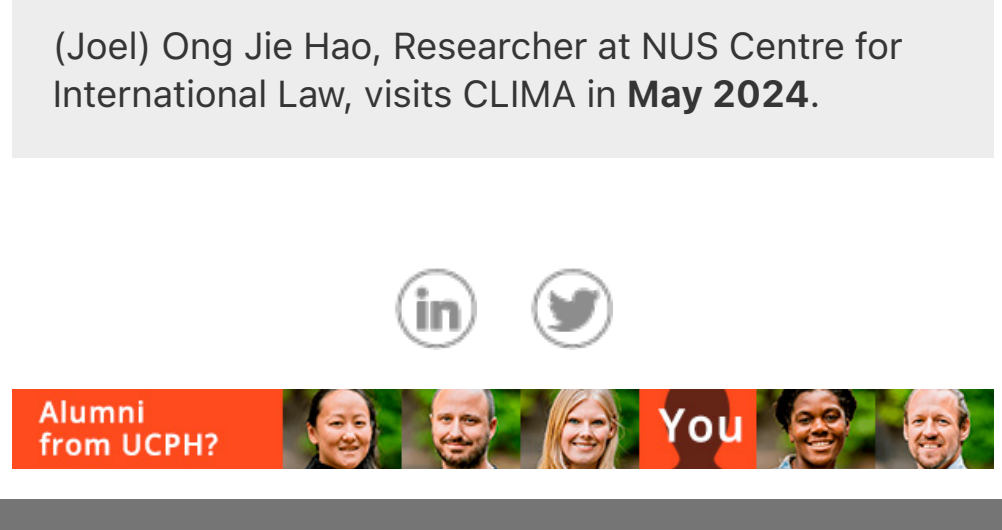 (Joel) Ong Jie Hao, Researcher at NUS Centre for
International Law, visits CLIMA in May 2024.
in
Alumni
from UCPH?
You